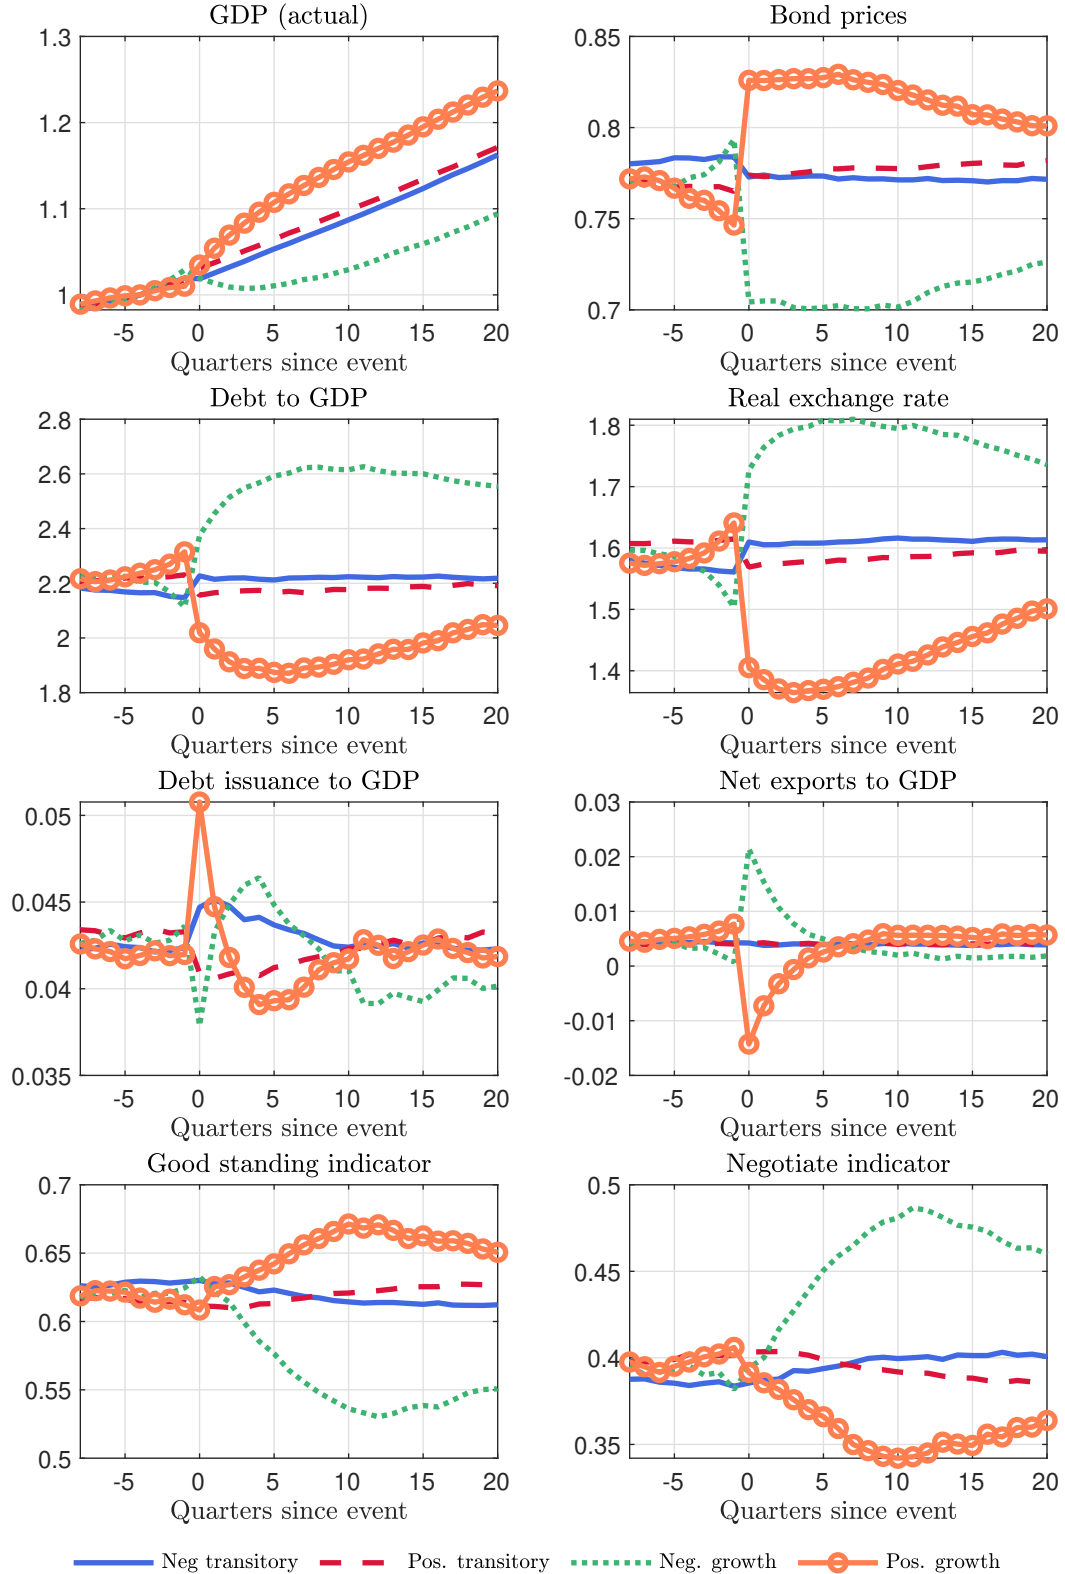 GDP (actual)
1.3
1.2
1.1
1
-5 0 5 10 15 20
Quarters since event
Bond prices
0.85
0.8
0.75
0.7
-5 0 5 10 15 20
Quarters since event
Debt to GDP
2.8
2.6
2.4
2.2
2
1.8
-5 0 5 10 15 20
Quarters since event
Real exchange rate
1.8
1.7
1.6
1.5
1.4
-5 0 5 10 15 20
Quarters since event
Debt issuance to GDP
0.05
0.045
0.04
0.035
-5 0 5 10 15 20
Quarters since event
Net exports to GDP
0.03
0.02
0.01
0
-0.01
-0.02
-5 0 5 10 15 20
Quarters since event
Good standing indicator
0.7
0.65
0.6
0.55
0.5
-5 0 5 10 15 20
Quarters since event
Negotiate indicator
0.5
0.45
0.4
0.35
-5 0 5 10 15 20
Quarters since event
Neg transitory Pos. transitory Neg. growth Pos. growth